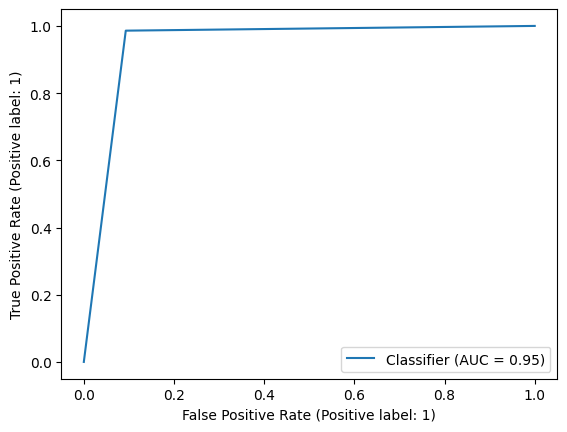 1.0
0.8
0.6
0.4
0.2
0.0
True Positive Rate (Positive label: 1)
Classifier (AUC = 0.95)
0.0 0.2 0.4 0.6 0.8 1.0
False Positive Rate (Positive label: 1)